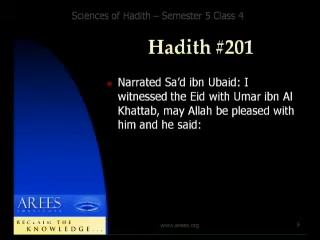 Sciences of Hadith – Semester 5 Class 4
Hadith #201
Narrated Sa'd ibn Ubaid: I
witnessed the Eid with Umar ibn Al
Khattab, may Allah be pleased with
him and he said:
AREES
RECLAIM THE
KNOWLEDGE...
www.arees.org
9